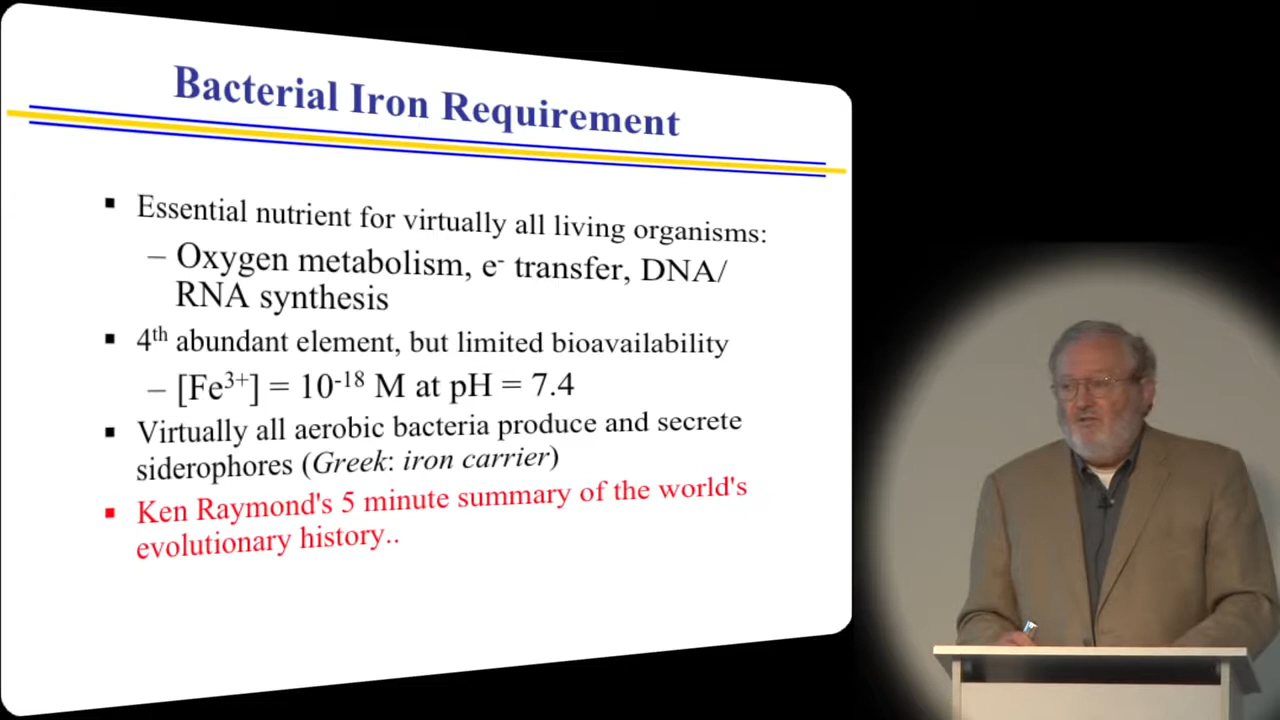 Bacterial Iron Requirement
▪ Essential nutrient for virtually all living organisms:
– Oxygen metabolism, e⁻ transfer, DNA/
RNA synthesis
▪ 4ᵗʰ abundant element, but limited bioavailability
– [Fe³⁺] = 10⁻¹⁸ M at pH = 7.4
▪ Virtually all aerobic bacteria produce and secrete
siderophores (Greek: iron carrier)
▪ Ken Raymond's 5 minute summary of the world's
evolutionary history..